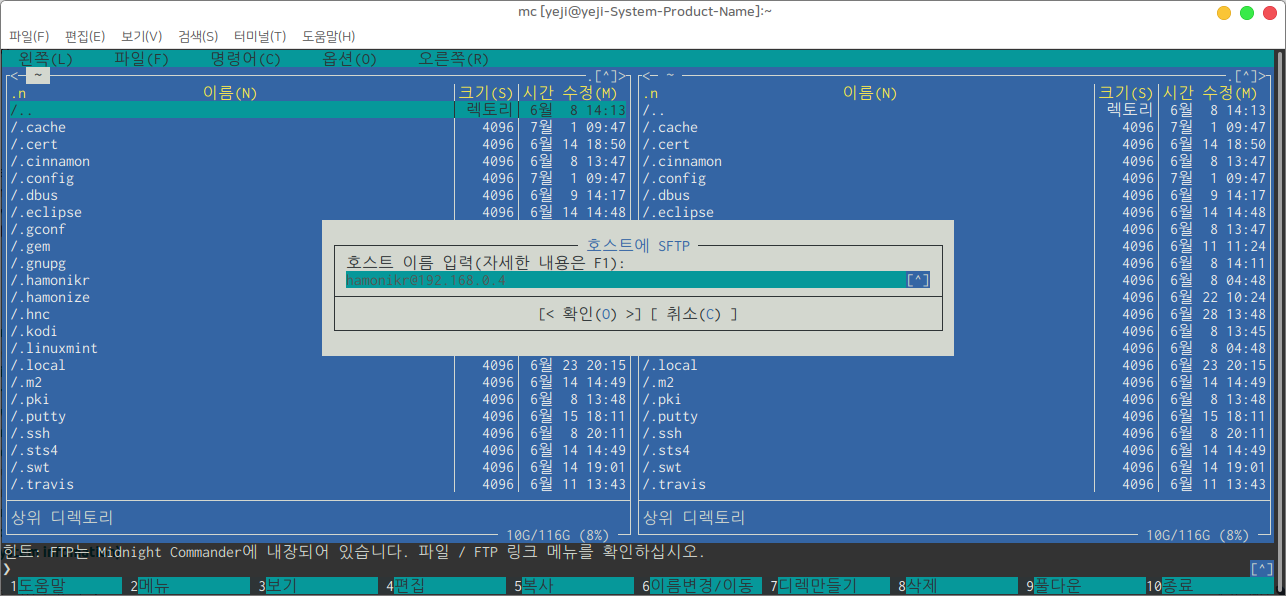 mc [yeji@yeji-System-Product-Name]:~
파일(F) 편집(E) 보기(V) 검색(S) 터미널(T) 도움말(H)
왼쪽(L) 파일(F) 명령어(C) 옵션(O) 오른쪽(R)
<─ ~ .[^]> <─ ~ .[^]>
.n 이름(N) 크기(S) 시간 수정(M) .n 이름(N) 크기(S) 시간 수정(M)
/.. 렉토리 6월 8 14:13 /.. 렉토리 6월 8 14:13
/.cache 4096 7월 1 09:47 /.cache 4096 7월 1 09:47
/.cert 4096 6월 14 18:50 /.cert 4096 6월 14 18:50
/.cinnamon 4096 6월 8 13:47 /.cinnamon 4096 6월 8 13:47
/.config 4096 7월 1 09:47 /.config 4096 7월 1 09:47
/.dbus 4096 6월 9 14:17 /.dbus 4096 6월 9 14:17
/.eclipse 4096 6월 14 14:48 /.eclipse 4096 6월 14 14:48
/.gconf 4096 6월 8 13:47
/.gem 호스트에 SFTP 4096 6월 11 11:24
/.gnupg 호스트 이름 입력(자세한 내용은 F1): 4096 6월 8 14:11
/.hamonikr hamonikr@192.168.0.4 [^] 4096 6월 8 04:48
/.hamonize 4096 6월 22 10:24
/.hnc [< 확인(O) >] [ 취소(C) ] 4096 6월 28 13:48
/.kodi 4096 6월 8 13:45
/.linuxmint 4096 6월 8 04:48
/.local 4096 6월 23 20:15 /.local 4096 6월 23 20:15
/.m2 4096 6월 14 14:49 /.m2 4096 6월 14 14:49
/.pki 4096 6월 8 13:48 /.pki 4096 6월 8 13:48
/.putty 4096 6월 15 18:11 /.putty 4096 6월 15 18:11
/.ssh 4096 6월 8 20:11 /.ssh 4096 6월 8 20:11
/.sts4 4096 6월 14 14:49 /.sts4 4096 6월 14 14:49
/.swt 4096 6월 14 19:01 /.swt 4096 6월 14 19:01
/.travis 4096 6월 11 13:43 /.travis 4096 6월 11 13:43
상위 디렉토리 상위 디렉토리
10G/116G (8%) 10G/116G (8%)
힌트: FTP는 Midnight Commander에 내장되어 있습니다. 파일 / FTP 링크 메뉴를 확인하십시오.
❯ [^]
1도움말 2메뉴 3보기 4편집 5복사 6이름변경/이동 7디렉만들기 8삭제 9풀다운 10종료